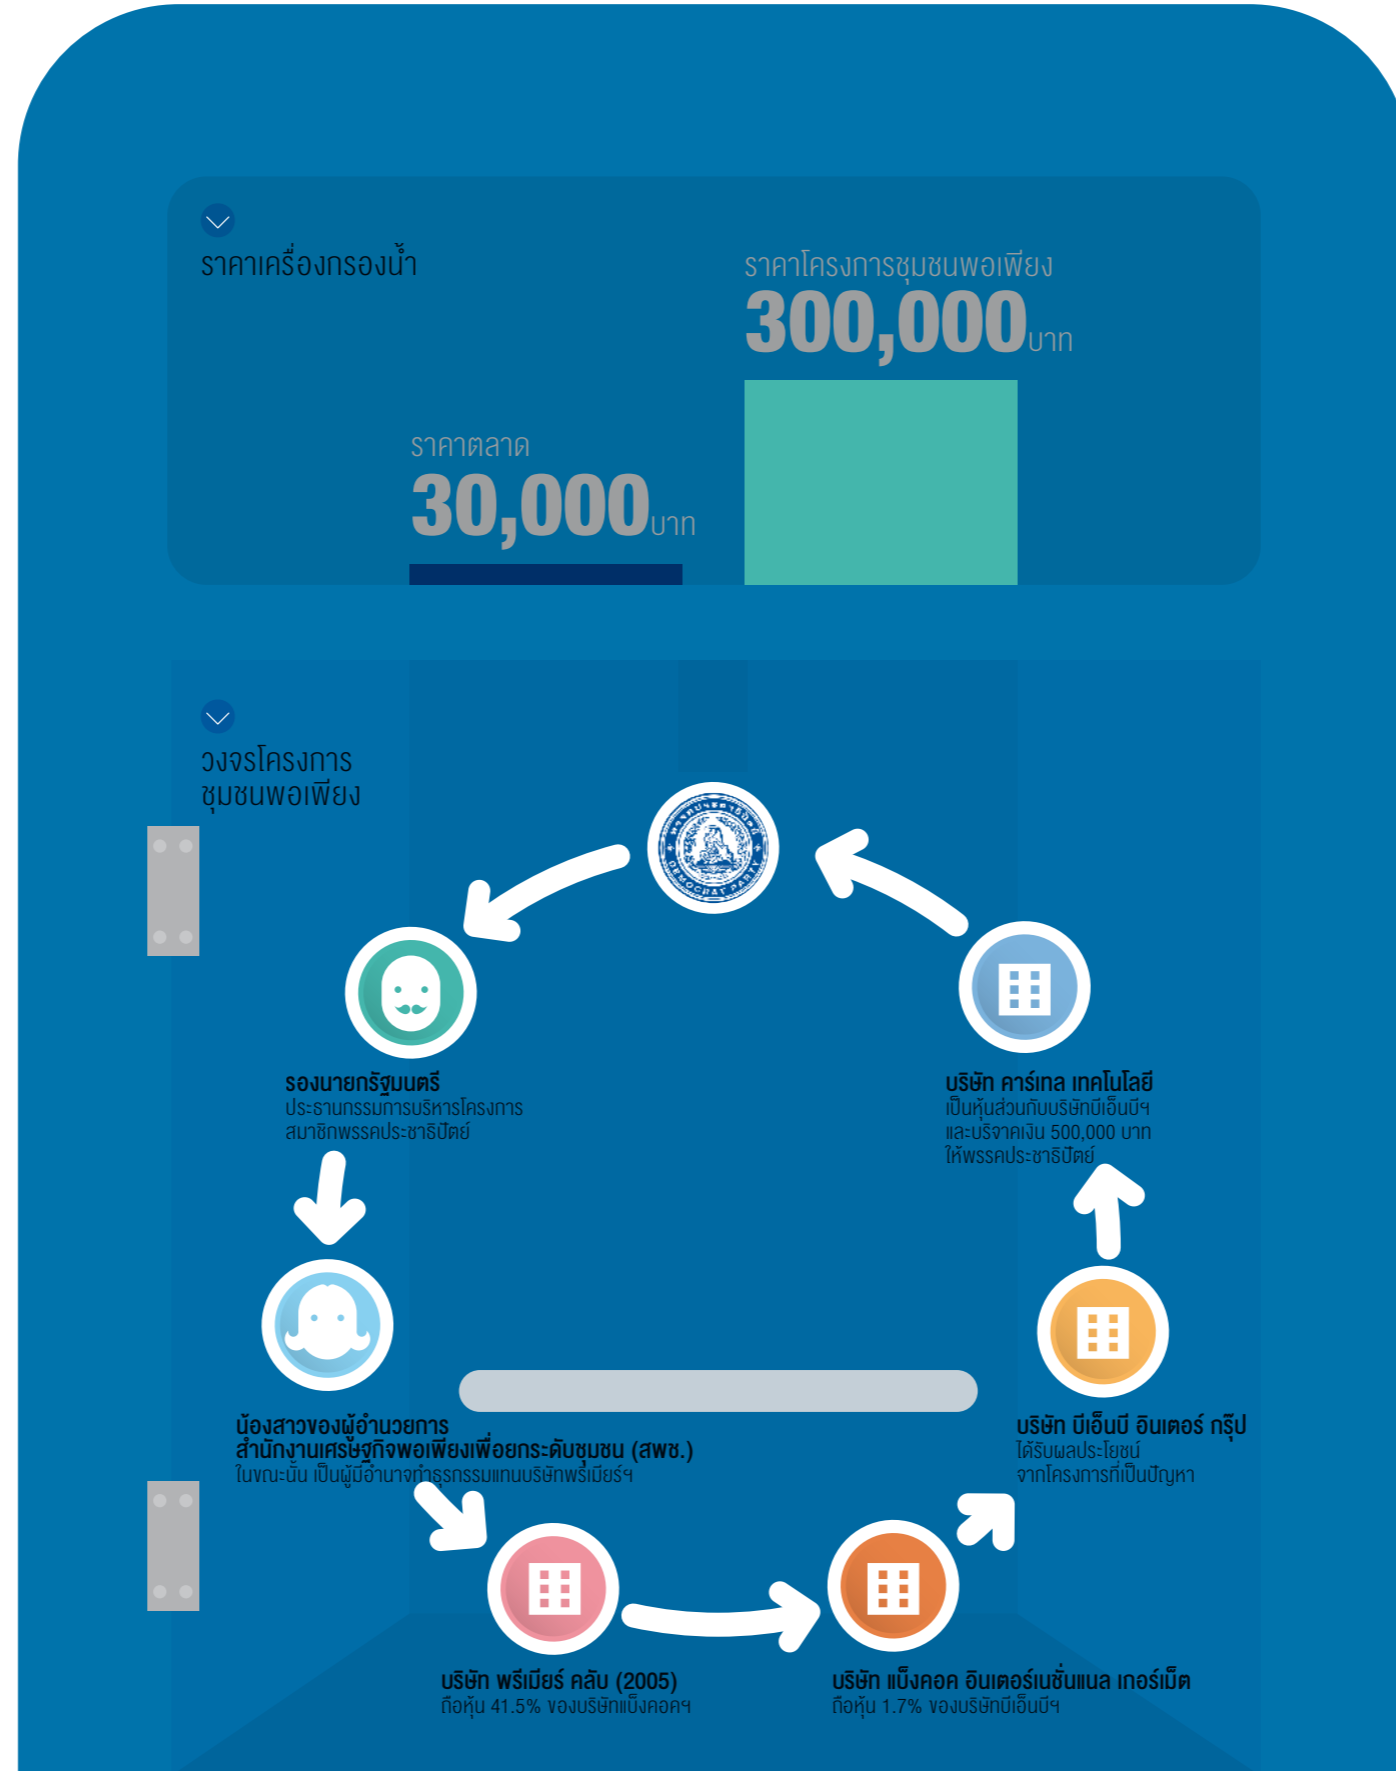 ราคาเครื่องกรองน้ำ
ราคาโครงการชุมชนพอเพียง
300,000บาท
ราคาตลาด
30,000บาท
วงจรโครงการ
ชุมชนพอเพียง
พรรคประชาธิปัตย์
DEMOCRAT PARTY
รองนายกรัฐมนตรี
ประธานกรรมการบริหารโครงการ
สมาชิกพรรคประชาธิปัตย์
บริษัท คาร์เทล เทคโนโลยี
เป็นหุ้นส่วนกับบริษัทบีเอ็นบีฯ
และบริจาคเงิน 500,000 บาท
ให้พรรคประชาธิปัตย์
น้องสาวของผู้อำนวยการ
สำนักงานเศรษฐกิจพอเพียงเพื่อยกระดับชุมชน (สพช.)
ในขณะนั้น เป็นผู้มีอำนาจทำธุรกรรมแทนบริษัทพรีเมียร์ฯ
บริษัท บีเอ็นบี อินเตอร์ กรุ๊ป
ได้รับผลประโยชน์
จากโครงการที่เป็นปัญหา
บริษัท พรีเมียร์ คลับ (2005)
ถือหุ้น 41.5% ของบริษัทแบ็งคอคฯ
บริษัท แบ็งคอค อินเตอร์เนชั่นแนล เกอร์เม็ต
ถือหุ้น 1.7% ของบริษัทบีเอ็นบีฯ